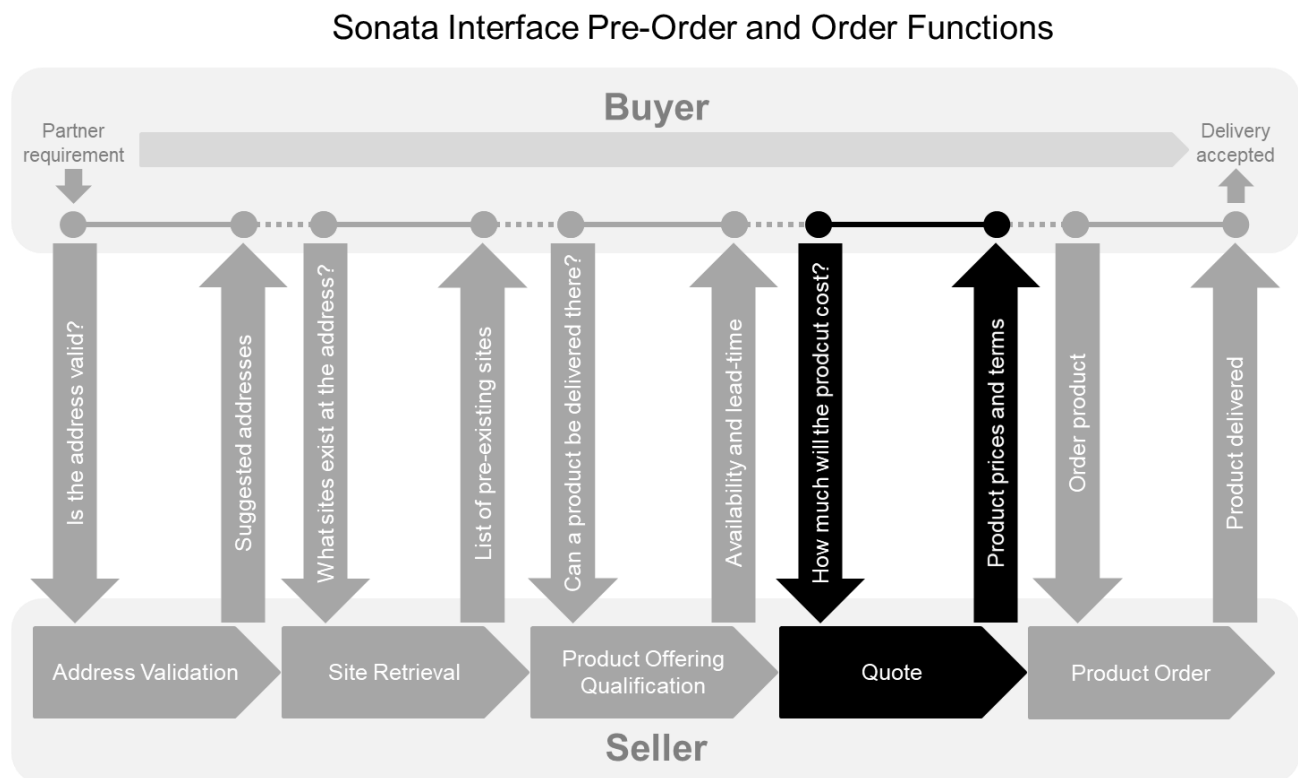 Sonata Interface Pre-Order and Order Functions
Buyer
Partner
requirement
Delivery
accepted
Is the address valid?
Suggested addresses
What sites exist at the address?
List of pre-existing sites
Can a product be delivered there?
Availability and lead-time
How much will the prodcut cost?
Product prices and terms
Order product
Product delivered
Address Validation
Site Retrieval
Product Offering
Qualification
Quote
Product Order
Seller